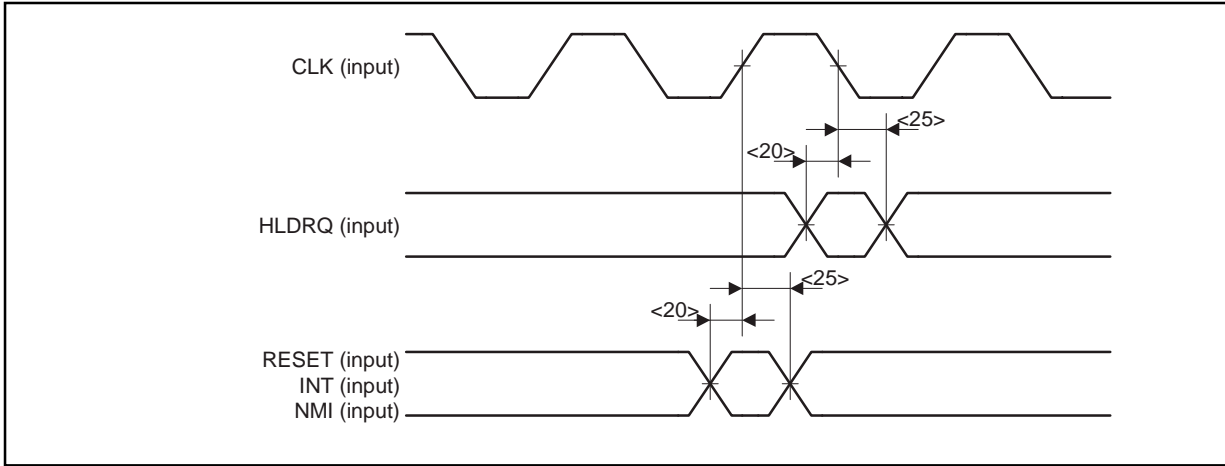 CLK (input)
<25>
<20>
HLDRQ (input)
<25>
<20>
RESET (input)
INT (input)
NMI (input)